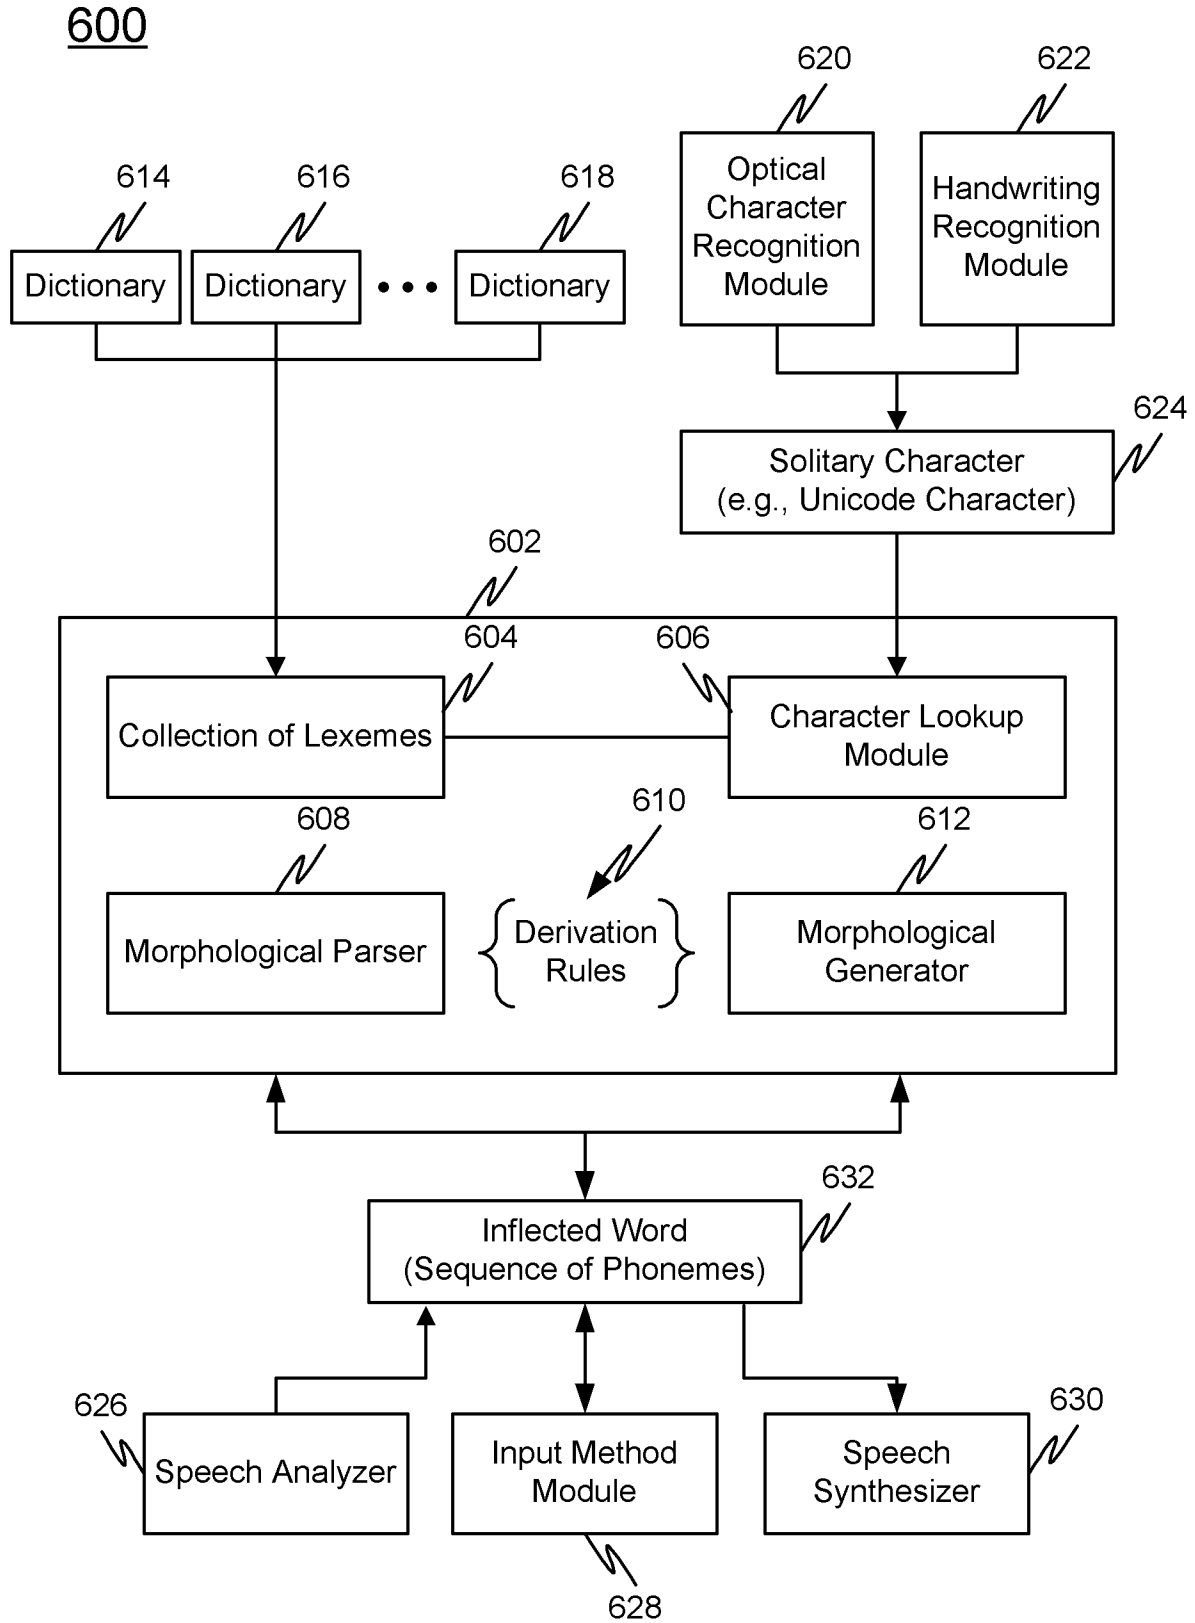 600
620
622
614
616
618
Optical
Character
Recognition
Module
Handwriting
Recognition
Module
Dictionary
Dictionary
Dictionary
624
Solitary Character
(e.g., Unicode Character)
602
604
606
Collection of Lexemes
Character Lookup
Module
608
610
612
Morphological Parser
Derivation
Rules
Morphological
Generator
632
Inflected Word
(Sequence of Phonemes)
626
630
Speech Analyzer
Input Method
Module
Speech
Synthesizer
628